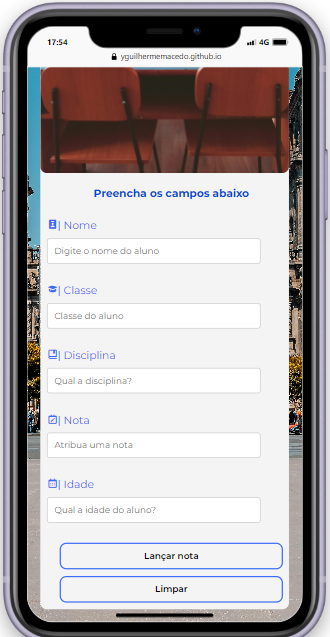 17:54
4G
yguilhermemacedo.github.io
Preencha os campos abaixo
| Nome
Digite o nome do aluno
| Classe
Classe do aluno
| Disciplina
Qual a disciplina?
| Nota
Atribua uma nota
| Idade
Qual a idade do aluno?
Lançar nota
Limpar